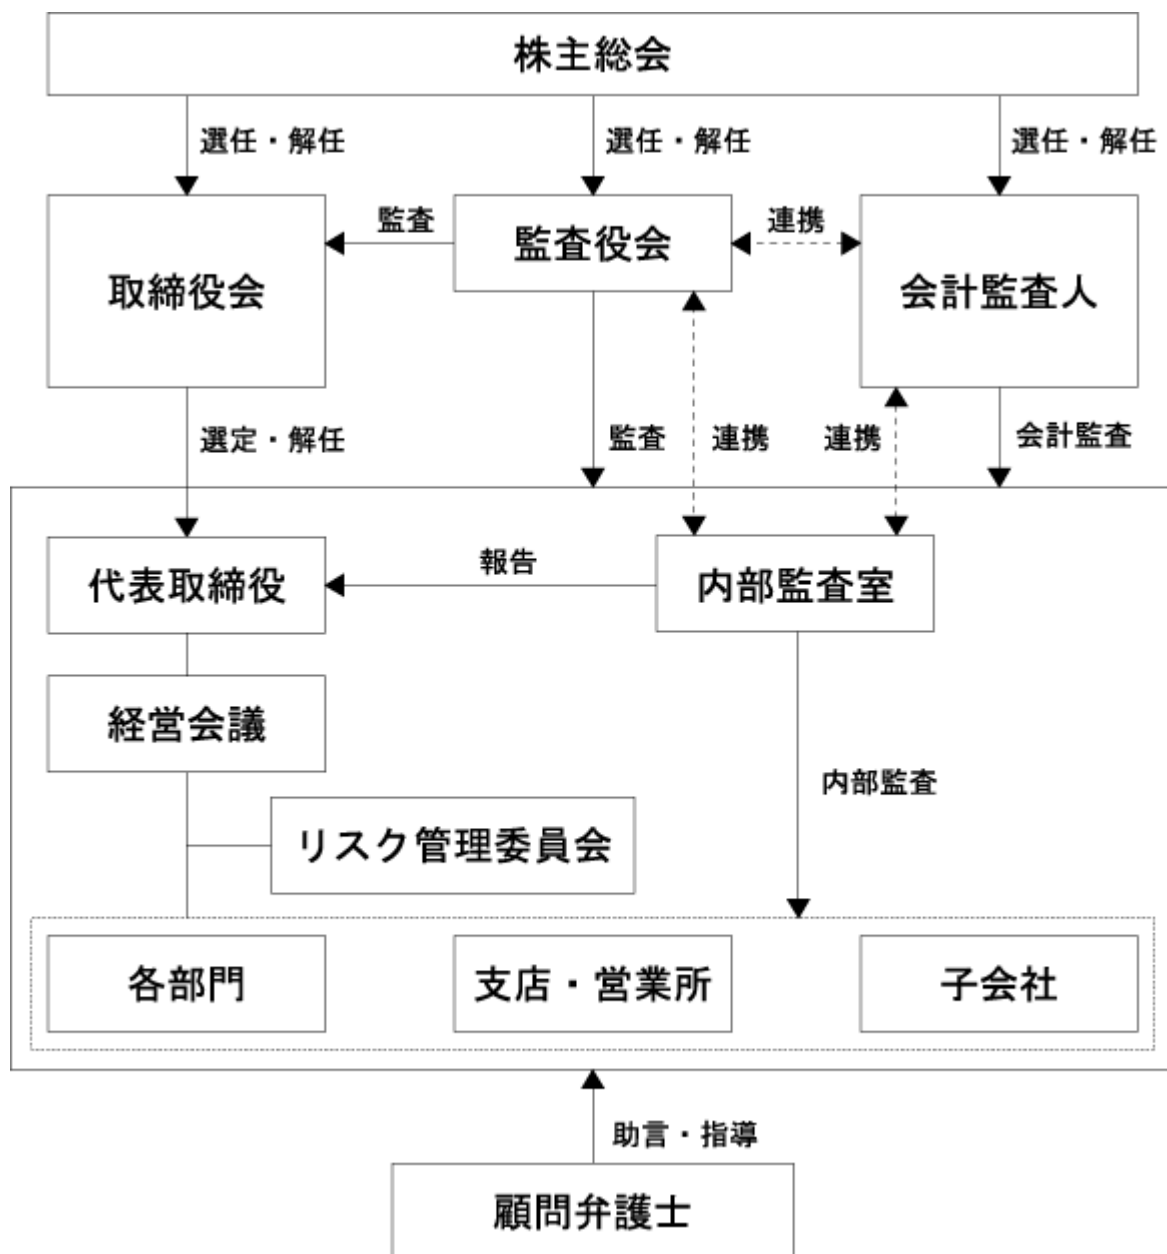 株主総会
選任・解任
選任・解任
選任・解任
取締役会
監査
監査役会
連携
会計監査人
選定・解任
監査
連携
連携
会計監査
代表取締役
報告
内部監査室
経営会議
内部監査
リスク管理委員会
各部門
支店・営業所
子会社
助言・指導
顧問弁護士